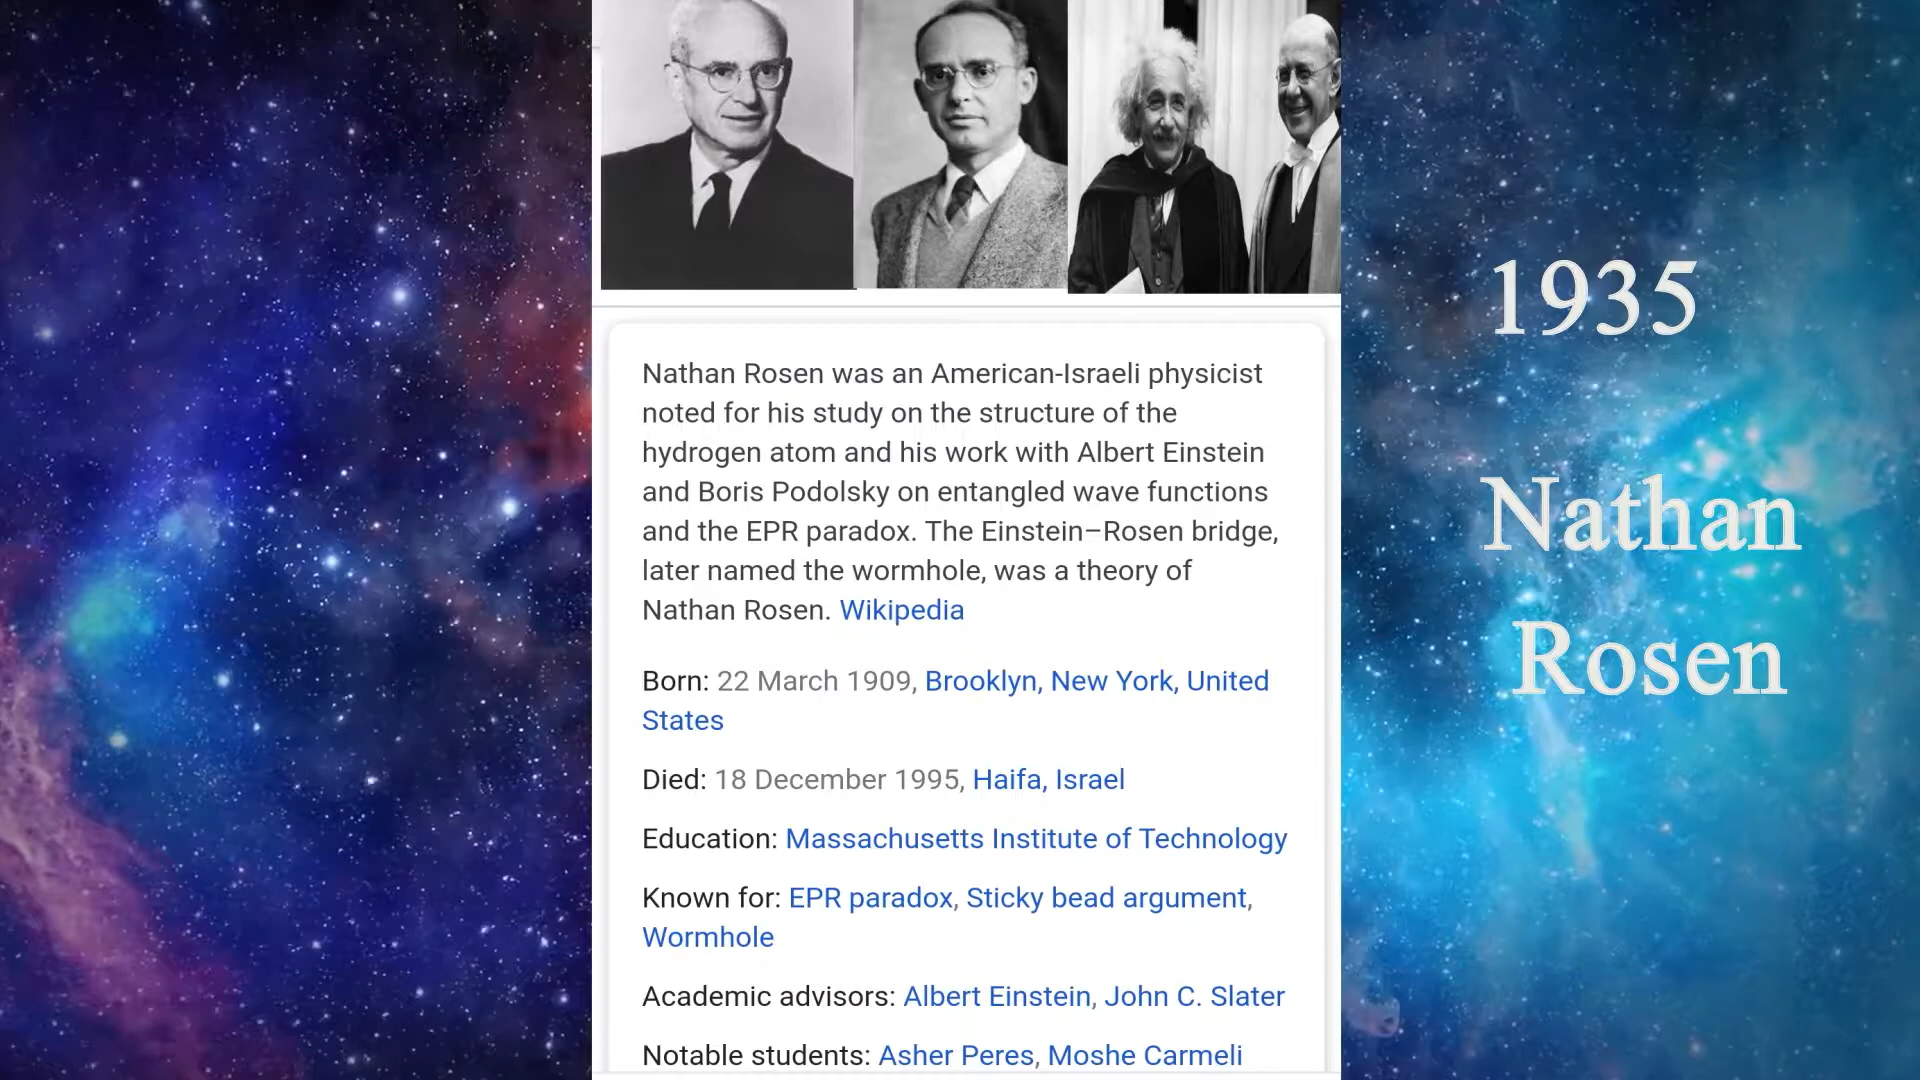 Nathan Rosen was an American-Israeli physicist
noted for his study on the structure of the
hydrogen atom and his work with Albert Einstein
and Boris Podolsky on entangled wave functions
and the EPR paradox. The Einstein–Rosen bridge,
later named the wormhole, was a theory of
Nathan Rosen. Wikipedia
Born: 22 March 1909, Brooklyn, New York, United
States
Died: 18 December 1995, Haifa, Israel
Education: Massachusetts Institute of Technology
Known for: EPR paradox, Sticky bead argument,
Wormhole
Academic advisors: Albert Einstein, John C. Slater
Notable students: Asher Peres, Moshe Carmeli
1935
Nathan
Rosen